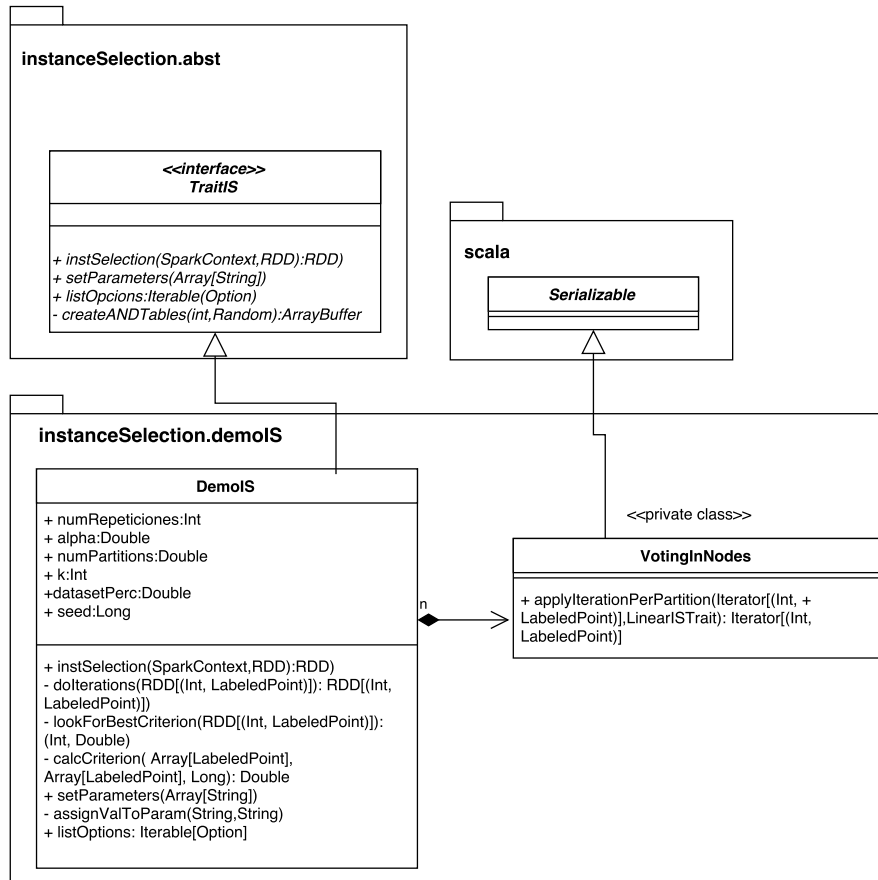 instanceSelection.abst
<<interface>>
TraitIS
+ instSelection(SparkContext,RDD):RDD)
+ setParameters(Array[String])
+ listOpcions:Iterable(Option)
- createANDTables(int,Random):ArrayBuffer
scala
Serializable
instanceSelection.demoIS
DemoIS
+ numRepeticiones:Int
+ alpha:Double
+ numPartitions:Double
+ k:Int
+datasetPerc:Double
+ seed:Long
+ instSelection(SparkContext,RDD):RDD)
- doIterations(RDD[(Int, LabeledPoint)]): RDD[(Int,
LabeledPoint)])
- lookForBestCriterion(RDD[(Int, LabeledPoint)]):
(Int, Double)
- calcCriterion( Array[LabeledPoint],
Array[LabeledPoint], Long): Double
+ setParameters(Array[String])
- assignValToParam(String,String)
+ listOptions: Iterable[Option]
n
<<private class>>
VotingInNodes
+ applyIterationPerPartition(Iterator[(Int, +
LabeledPoint)],LinearISTrait): Iterator[(Int,
LabeledPoint)]